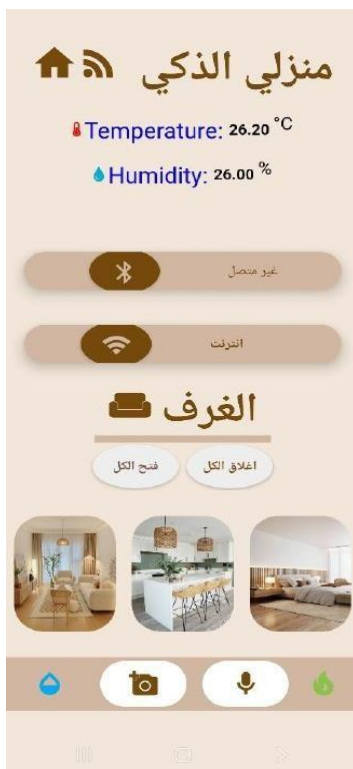 منزلي الذكي
Temperature: 26.20 °C
Humidity: 26.00 %
غير متصل
انترنت
الغرف
اغلاق الكل
فتح الكل